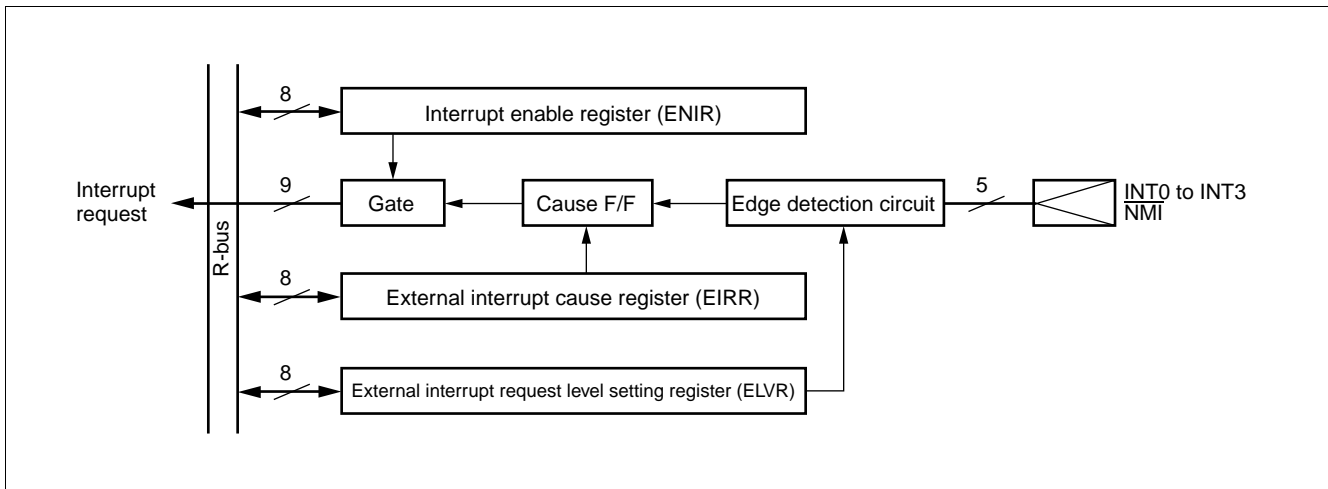 8
Interrupt enable register (ENIR)
Interrupt
request
9
Gate
Cause F/F
Edge detection circuit
5
INT0 to INT3
NMI
R-bus
8
External interrupt cause register (EIRR)
8
External interrupt request level setting register (ELVR)